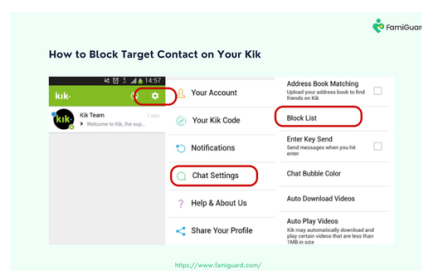 FamiGuard
How to Block Target Contact on Your Kik
14:57
kik·
Kik Team
Welcome to Kik, the sup...
Your Account
Your Kik Code
Notifications
Chat Settings
Help & About Us
Share Your Profile
Address Book Matching
Upload your address book to find
friends on Kik
Block List
Enter Key Send
Send messages when you hit
enter
Chat Bubble Color
Auto Download Videos
Auto Play Videos
Kik may automatically download and
play certain videos that are less than
1MB in size
https://www.famiguard.com/